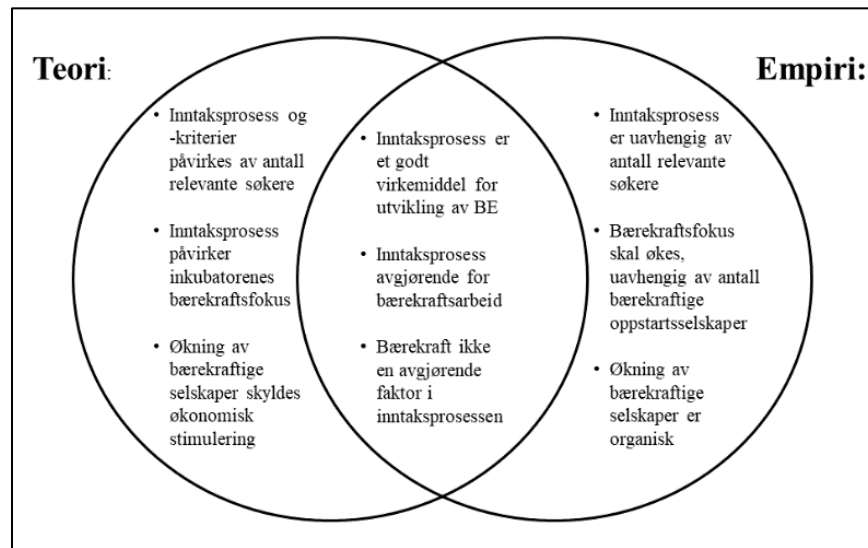 Teori:
• Inntaksprosess og
-kriterier
påvirkes av antall
relevante søkere
• Inntaksprosess
påvirker
inkubatorenes
bærekraftsfokus
• Økning av
bærekraftige
selskaper skyldes
økonomisk
stimulering
• Inntaksprosess er
et godt
virkemiddel for
utvikling av BE
• Inntaksprosess
avgjørende for
bærekraftsarbeid
• Bærekraft ikke
en avgjørende
faktor i
inntaksprosessen
Empiri:
• Inntaksprosess
er uavhengig av
antall relevante
søkere
• Bærekraftsfokus
skal økes,
uavhengig av antall
bærekraftige
oppstartsselskaper
• Økning av
bærekraftige
selskaper er
organisk